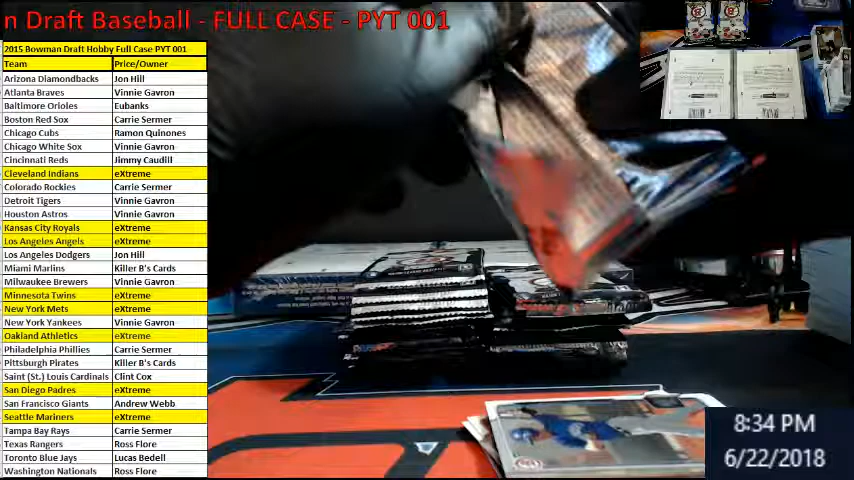 n Draft Baseball - FULL CASE - PYT 001
2015 Bowman Draft Hobby Full Case PYT 001
Team Price/Owner
Arizona Diamondbacks Jon Hill
Atlanta Braves Vinnie Gavron
Baltimore Orioles Eubanks
Boston Red Sox Carrie Sermer
Chicago Cubs Ramon Quinones
Chicago White Sox Vinnie Gavron
Cincinnati Reds Jimmy Caudill
Cleveland Indians eXtreme
Colorado Rockies Carrie Sermer
Detroit Tigers Vinnie Gavron
Houston Astros Vinnie Gavron
Kansas City Royals eXtreme
Los Angeles Angels eXtreme
Los Angeles Dodgers Jon Hill
Miami Marlins Killer B's Cards
Milwaukee Brewers Vinnie Gavron
Minnesota Twins eXtreme
New York Mets eXtreme
New York Yankees Vinnie Gavron
Oakland Athletics eXtreme
Philadelphia Phillies Carrie Sermer
Pittsburgh Pirates Killer B's Cards
Saint (St.) Louis Cardinals Clint Cox
San Diego Padres eXtreme
San Francisco Giants Andrew Webb
Seattle Mariners eXtreme
Tampa Bay Rays Carrie Sermer
Texas Rangers Ross Flore
Toronto Blue Jays Lucas Bedell
Washington Nationals Ross Flore
8:34 PM
6/22/2018